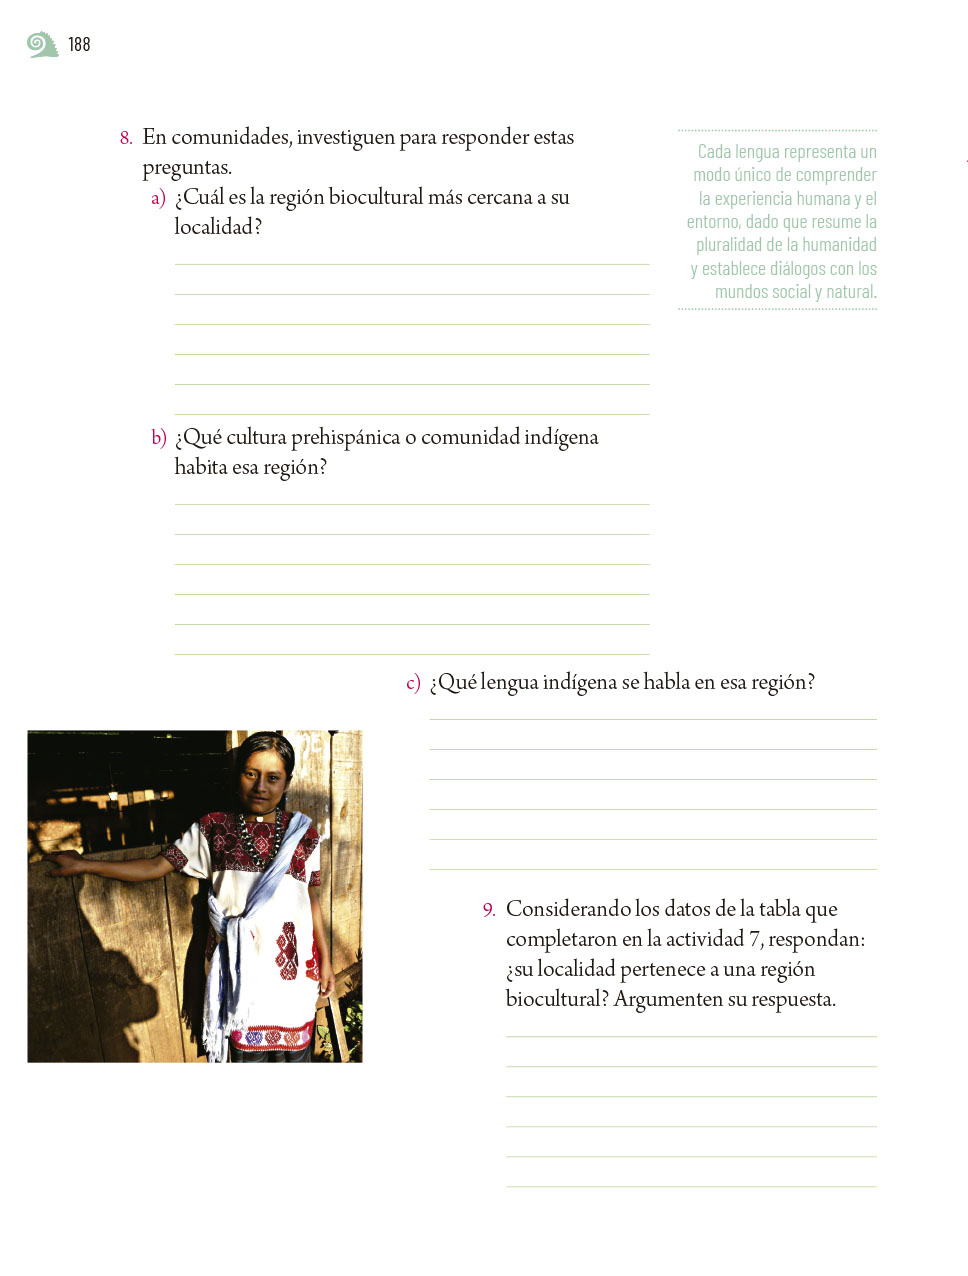 188
8. En comunidades, investiguen para responder estas
preguntas.
a) ¿Cuál es la región biocultural más cercana a su
localidad?
b) ¿Qué cultura prehispánica o comunidad indígena
habita esa región?
c) ¿Qué lengua indígena se habla en esa región?
9. Considerando los datos de la tabla que
completaron en la actividad 7, respondan:
¿su localidad pertenece a una región
biocultural? Argumenten su respuesta.
Cada lengua representa un
modo único de comprender
la experiencia humana y el
entorno, dado que resume la
pluralidad de la humanidad
y establece diálogos con los
mundos social y natural.